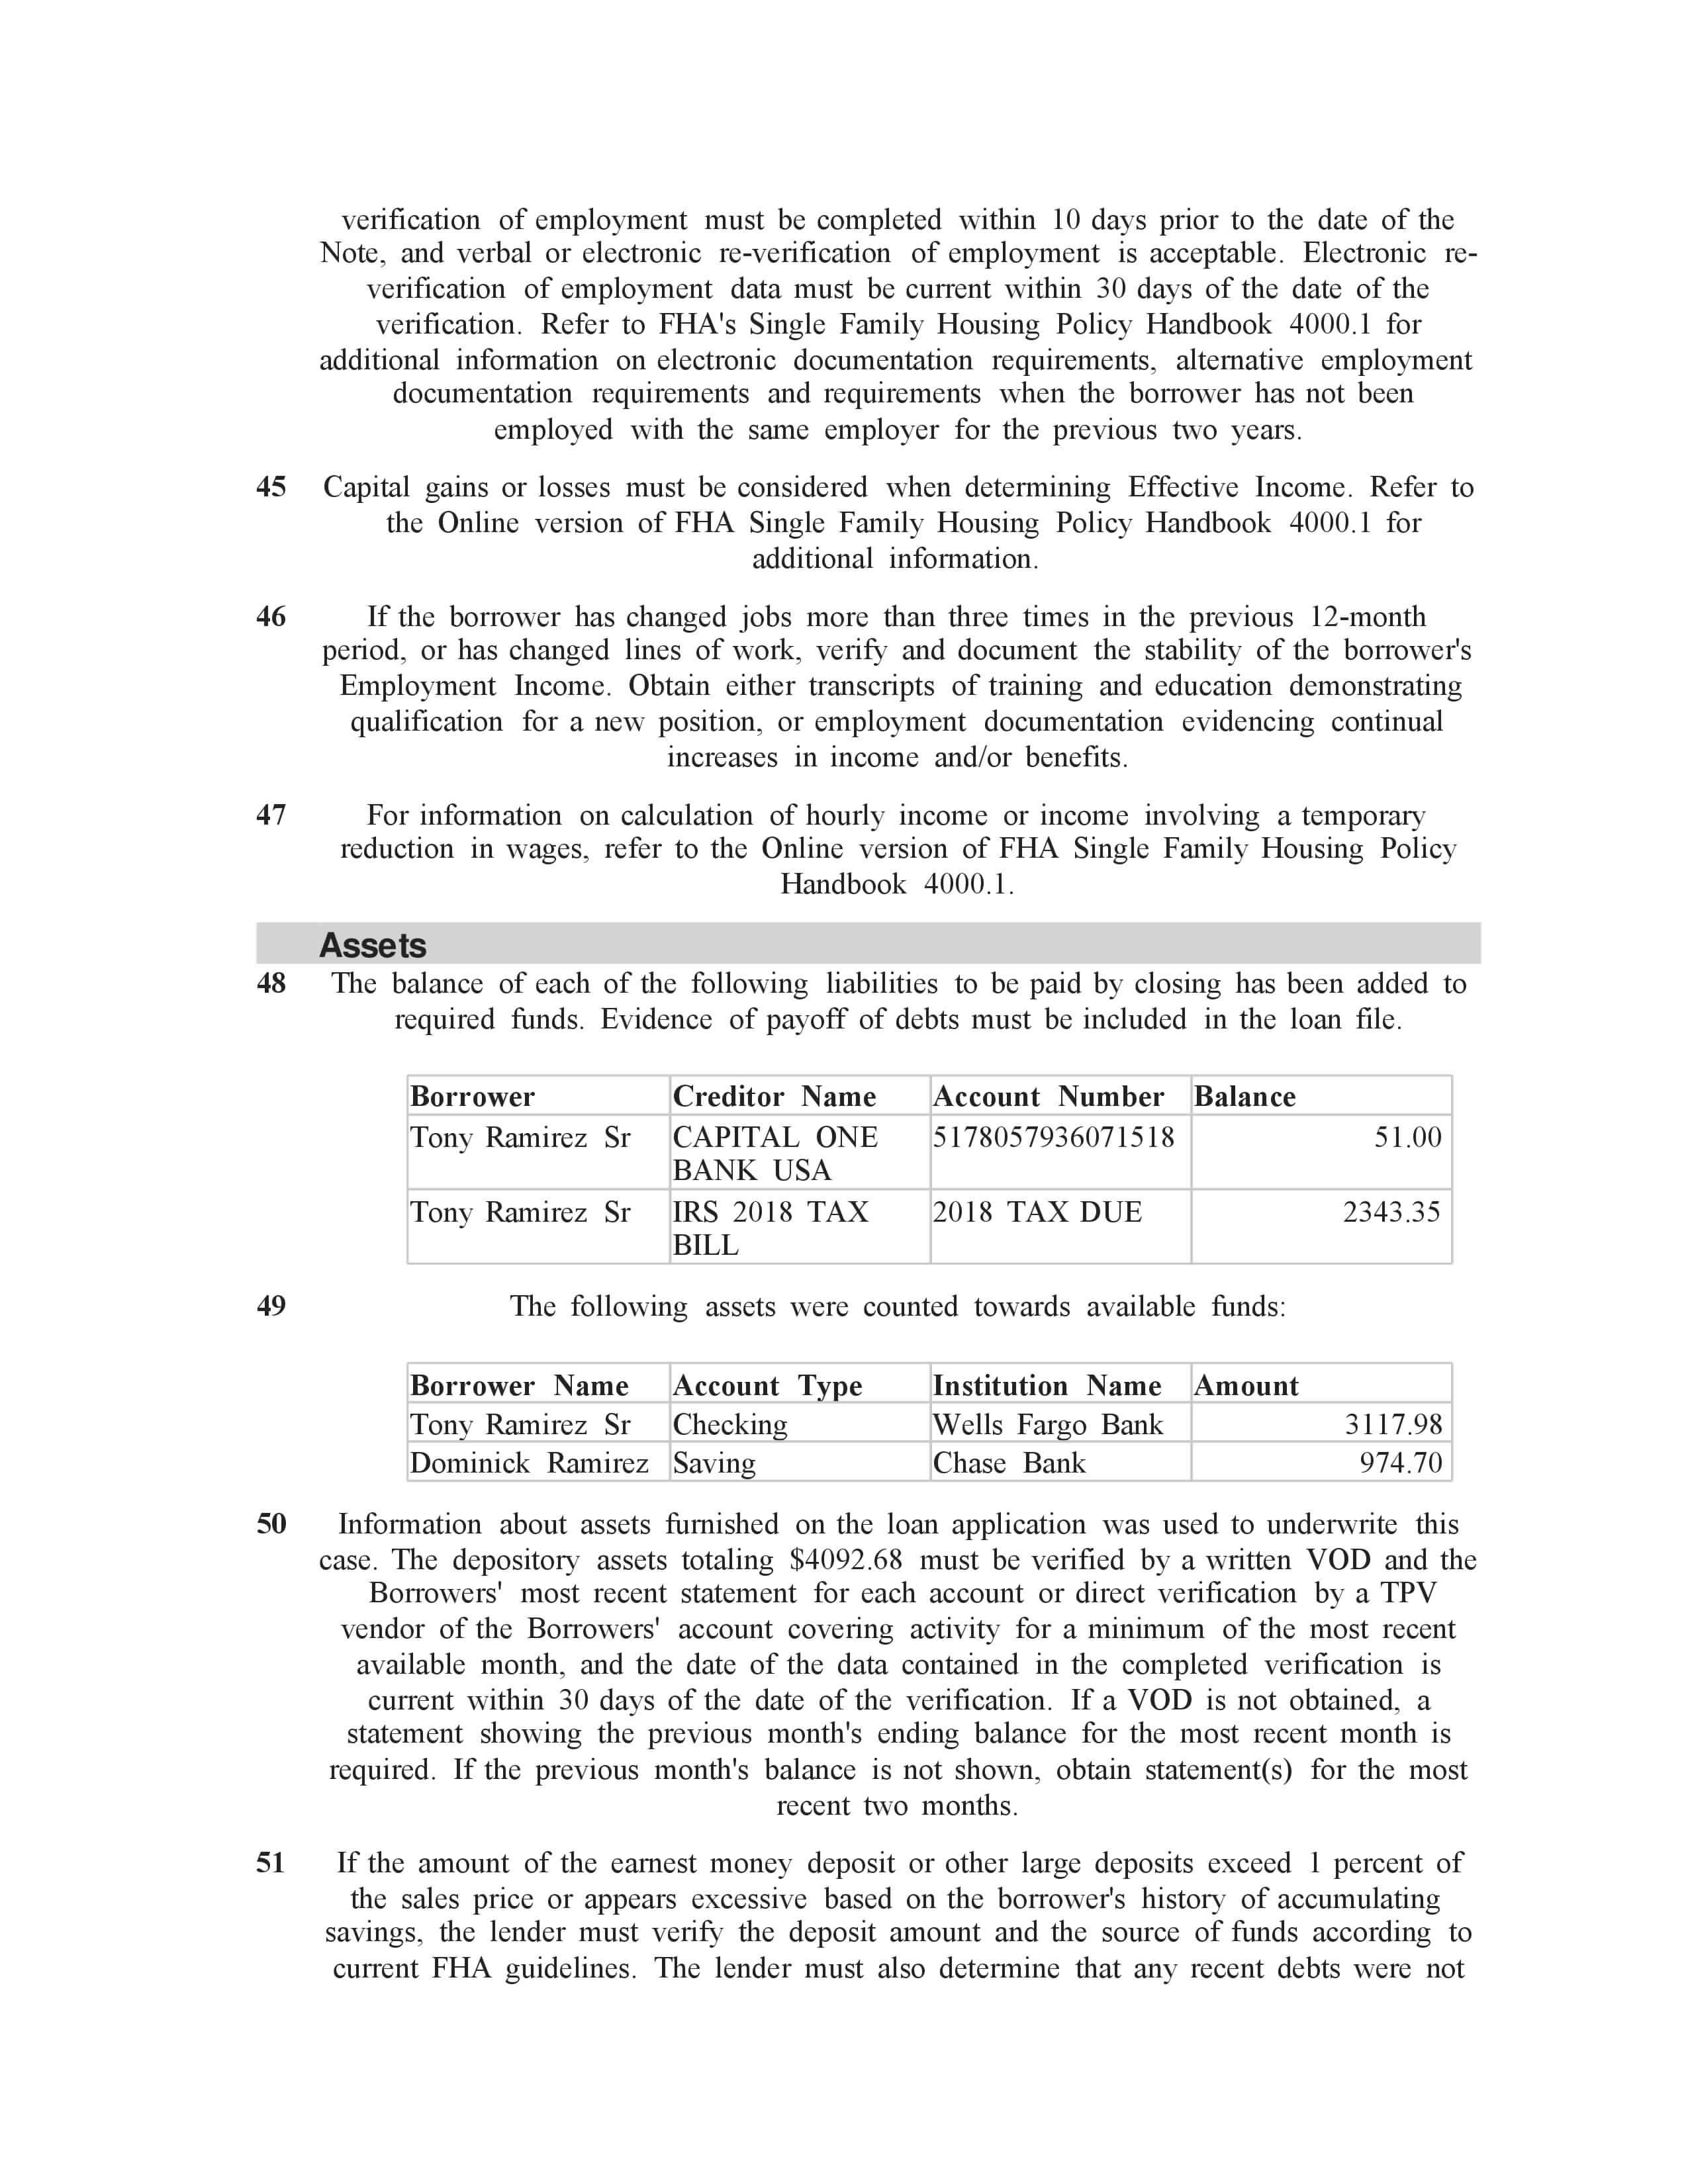 verification of employment must be completed within 10 days prior to the date of the
Note, and verbal or electronic re-verification of employment is acceptable. Electronic re-
verification of employment data must be current within 30 days of the date of the
verification. Refer to FHA's Single Family Housing Policy Handbook 4000.1 for
additional information on electronic documentation requirements, alternative employment
documentation requirements and requirements when the borrower has not been
employed with the same employer for the previous two years.
45 Capital gains or losses must be considered when determining Effective Income. Refer to
the Online version of FHA Single Family Housing Policy Handbook 4000.1 for
additional information.
46 If the borrower has changed jobs more than three times in the previous 12-month
period, or has changed lines of work, verify and document the stability of the borrower's
Employment Income. Obtain either transcripts of training and education demonstrating
qualification for a new position, or employment documentation evidencing continual
increases in income and/or benefits.
47 For information on calculation of hourly income or income involving a temporary
reduction in wages, refer to the Online version of FHA Single Family Housing Policy
Handbook 4000.1.
Assets
48 The balance of each of the following liabilities to be paid by closing has been added to
required funds. Evidence of payoff of debts must be included in the loan file.
Borrower Creditor Name Account Number Balance
Tony Ramirez Sr CAPITAL ONE 5178057936071518 51.00
BANK USA
Tony Ramirez Sr IRS 2018 TAX 2018 TAX DUE 2343.35
BILL
49 The following assets were counted towards available funds:
Borrower Name Account Type Institution Name Amount
Tony Ramirez Sr Checking Wells Fargo Bank 3117.98
Dominick Ramirez Saving Chase Bank 974.70
50 Information about assets furnished on the loan application was used to underwrite this
case. The depository assets totaling $4092.68 must be verified by a written VOD and the
Borrowers' most recent statement for each account or direct verification by a TPV
vendor of the Borrowers' account covering activity for a minimum of the most recent
available month, and the date of the data contained in the completed verification is
current within 30 days of the date of the verification. If a VOD is not obtained, a
statement showing the previous month's ending balance for the most recent month is
required. If the previous month's balance is not shown, obtain statement(s) for the most
recent two months.
51 If the amount of the earnest money deposit or other large deposits exceed 1 percent of
the sales price or appears excessive based on the borrower's history of accumulating
savings, the lender must verify the deposit amount and the source of funds according to
current FHA guidelines. The lender must also determine that any recent debts were not